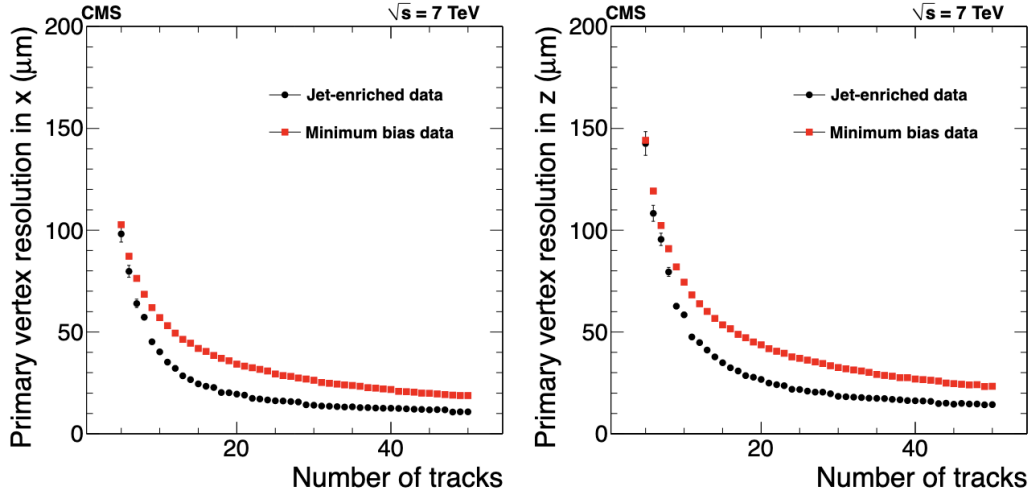 CMS √s = 7 TeV
Primary vertex resolution in x (μm)
200
150
100
50
0
Jet-enriched data
Minimum bias data
20 40
Number of tracks
CMS √s = 7 TeV
Primary vertex resolution in z (μm)
200
150
100
50
0
Jet-enriched data
Minimum bias data
20 40
Number of tracks